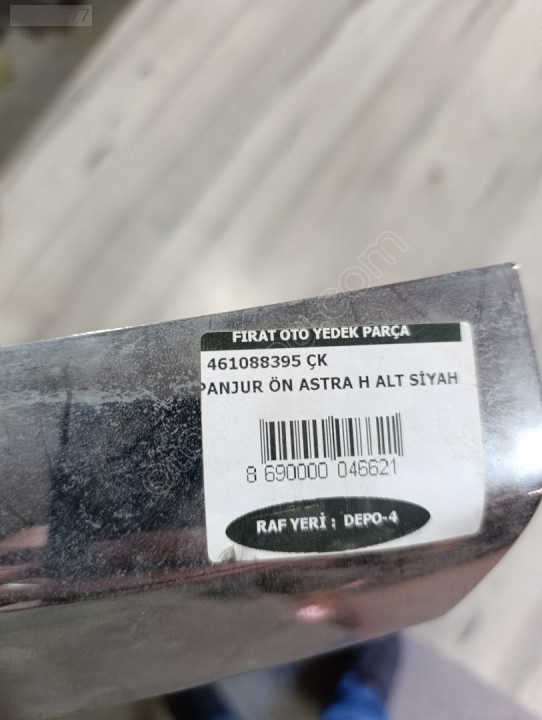 77
FIRAT OTO YEDEK PARÇA
461088395 ÇK
PANJUR ÖN ASTRA H ALT SİYAH
8 690000 046621
RAF YERİ : DEPO-4